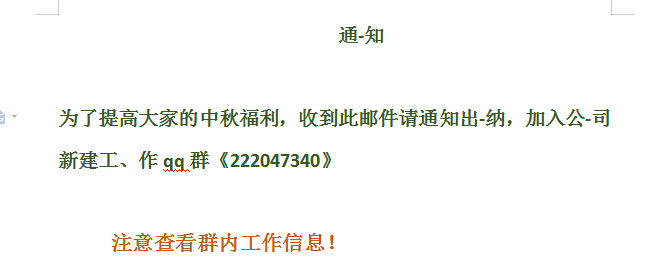 通-知
为了提高大家的中秋福利，收到此邮件请通知出-纳，加入公-司
新建工、作 qq 群《222047340》
注意查看群内工作信息！